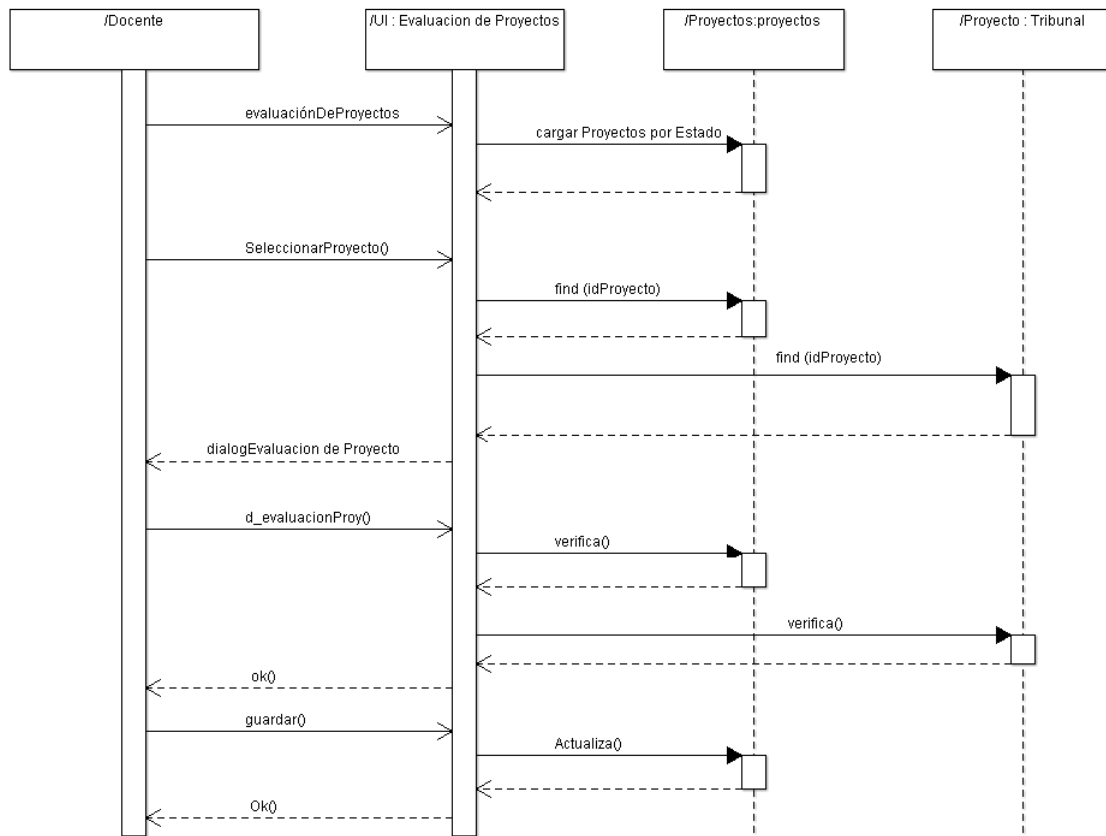 /Docente
/UI : Evaluacion de Proyectos
/Proyectos:proyectos
/Proyecto : Tribunal
evaluaciónDeProyectos
cargar Proyectos por Estado
SeleccionarProyecto()
find (idProyecto)
find (idProyecto)
dialogEvaluacion de Proyecto
d_evaluacionProy()
verifica()
verifica()
ok()
guardar()
Actualiza()
Ok()